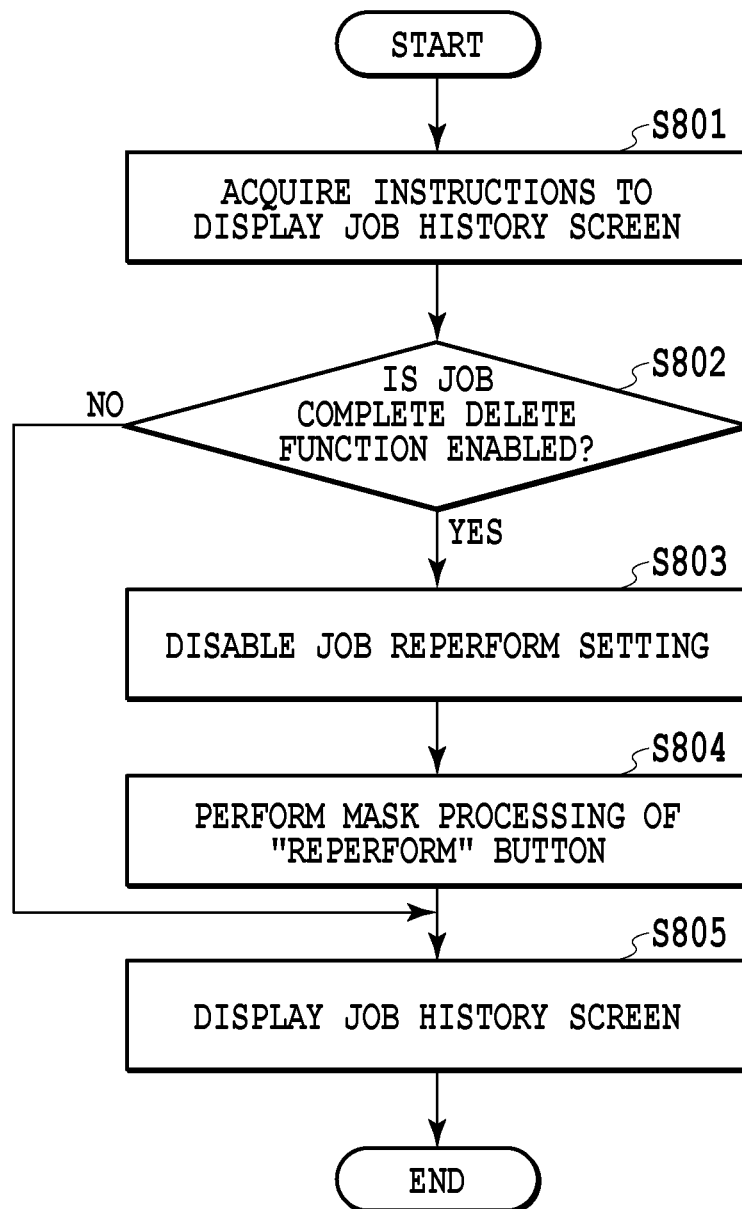 START
S801
ACQUIRE INSTRUCTIONS TO
DISPLAY JOB HISTORY SCREEN
S802
IS JOB
COMPLETE DELETE
FUNCTION ENABLED?
NO
YES
S803
DISABLE JOB REPERFORM SETTING
S804
PERFORM MASK PROCESSING OF
"REPERFORM" BUTTON
S805
DISPLAY JOB HISTORY SCREEN
END